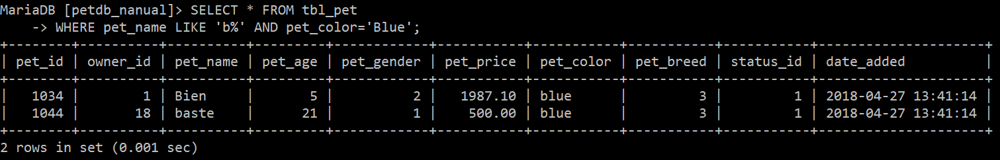 MariaDB [petdb_nanual]> SELECT * FROM tbl_pet
    -> WHERE pet_name LIKE 'b%' AND pet_color='Blue';
+--------+----------+----------+---------+------------+-----------+-----------+-----------+-----------+---------------------+
| pet_id | owner_id | pet_name | pet_age | pet_gender | pet_price | pet_color | pet_breed | status_id | date_added          |
+--------+----------+----------+---------+------------+-----------+-----------+-----------+-----------+---------------------+
|   1034 |        1 | Bien     |       5 |          2 |   1987.10 | blue      |         3 |         1 | 2018-04-27 13:41:14 |
|   1044 |       18 | baste    |      21 |          1 |    500.00 | blue      |         3 |         1 | 2018-04-27 13:41:14 |
+--------+----------+----------+---------+------------+-----------+-----------+-----------+-----------+---------------------+
2 rows in set (0.001 sec)